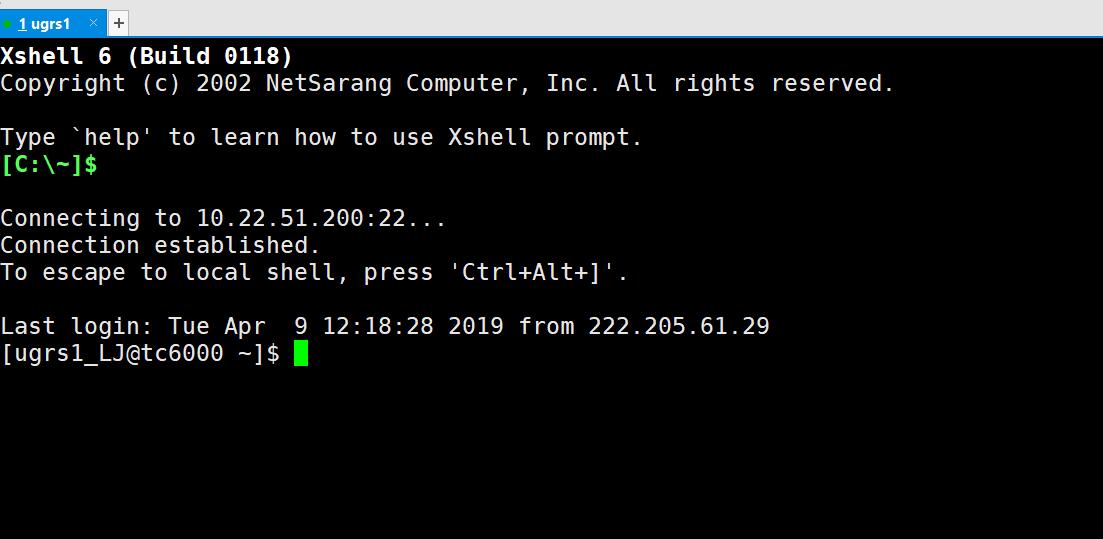 1 ugrs1 × +
Xshell 6 (Build 0118)
Copyright (c) 2002 NetSarang Computer, Inc. All rights reserved.
Type `help' to learn how to use Xshell prompt.
[C:\~]$
Connecting to 10.22.51.200:22...
Connection established.
To escape to local shell, press 'Ctrl+Alt+]'.
Last login: Tue Apr  9 12:18:28 2019 from 222.205.61.29
[ugrs1_LJ@tc6000 ~]$